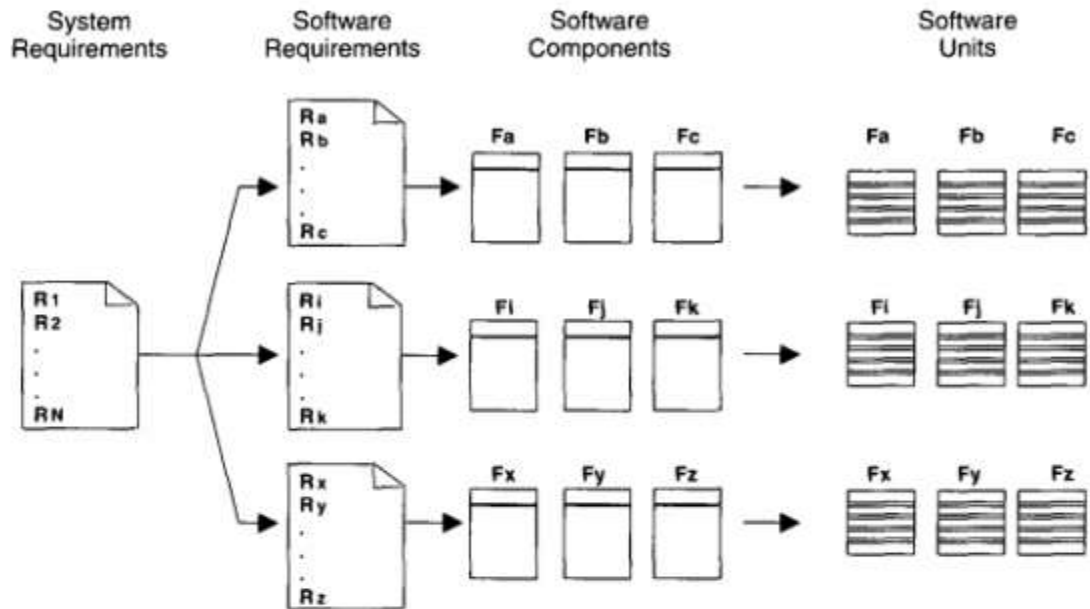 System
Requirements
Software
Requirements
Software
Components
Software
Units
R1
R2
.
.
.
RN
Ra
Rb
.
.
.
Rc
Fa Fb Fc
Fa Fb Fc
Ri
Rj
.
.
.
Rk
Fi Fj Fk
Fi Fj Fk
Rx
Ry
.
.
.
Rz
Fx Fy Fz
Fx Fy Fz